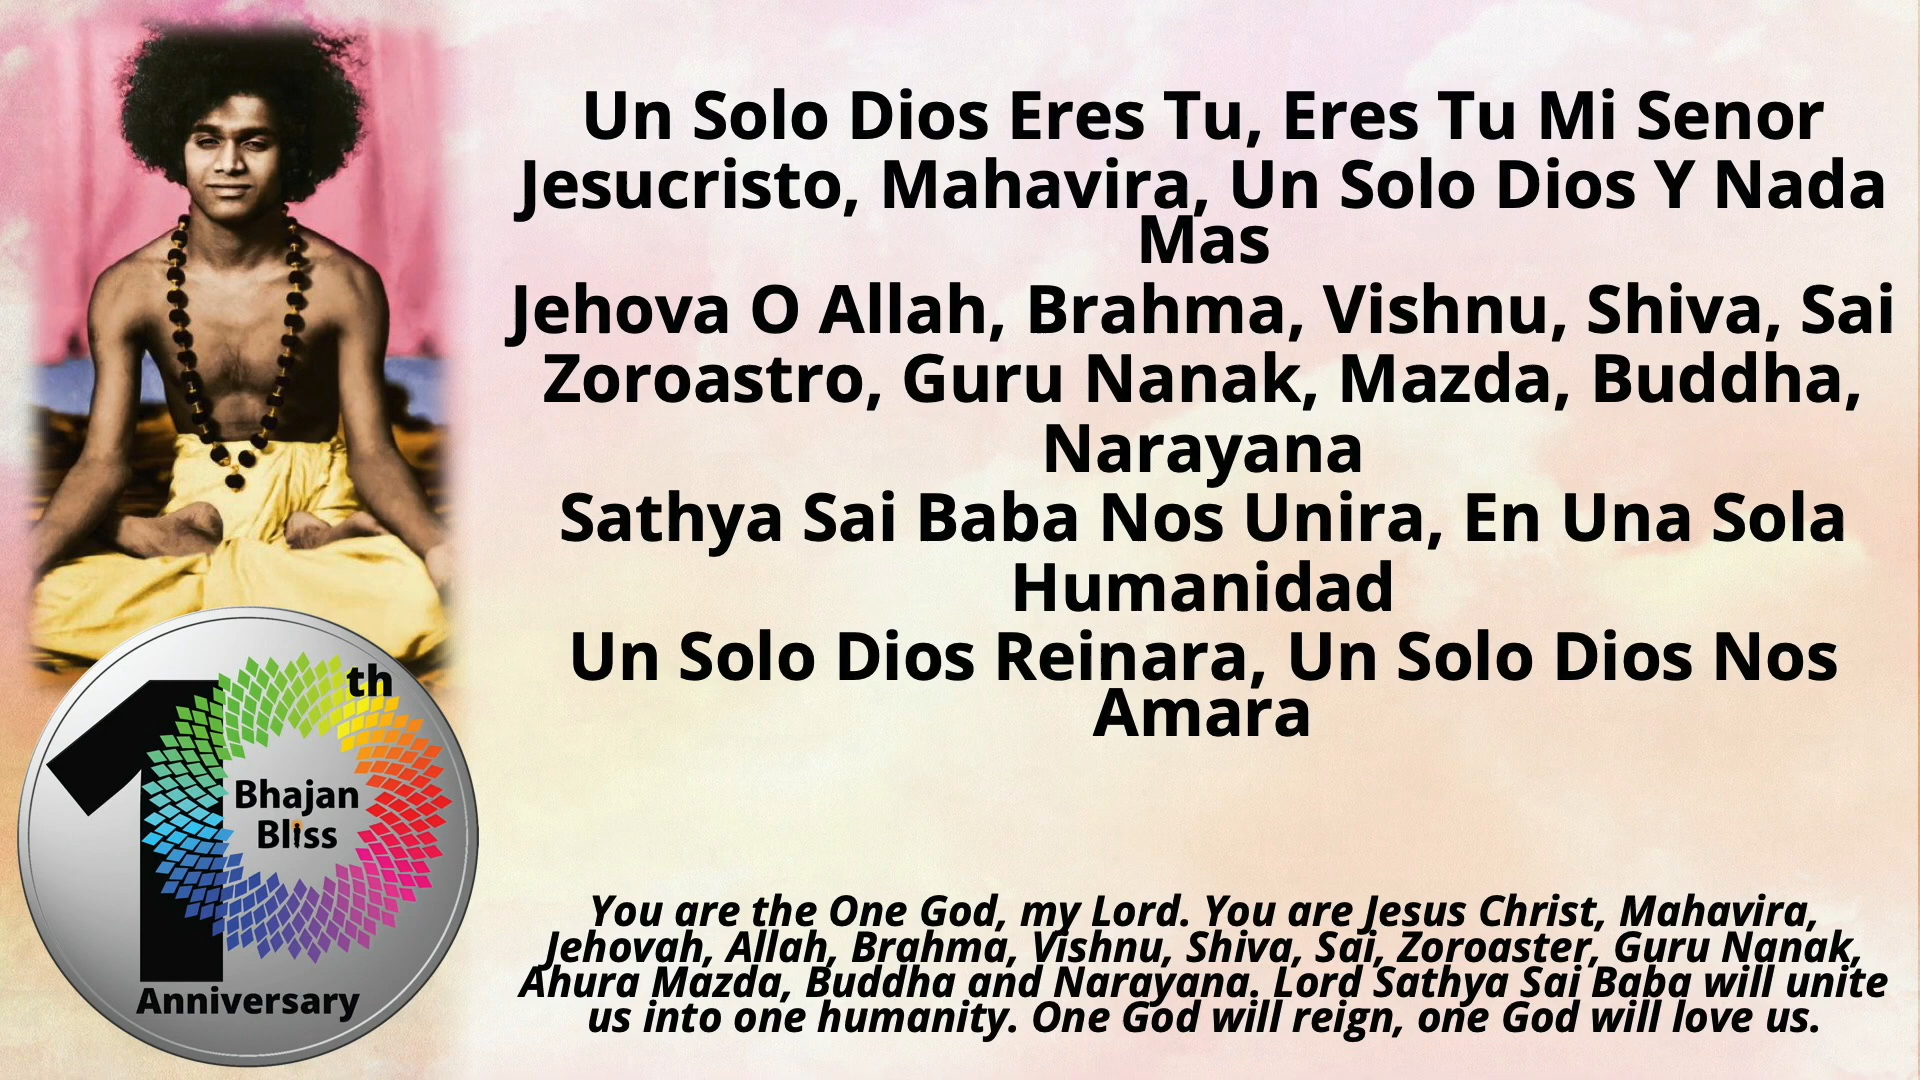 Un Solo Dios Eres Tu, Eres Tu Mi Senor
Jesucristo, Mahavira, Un Solo Dios Y Nada
Mas
Jehova O Allah, Brahma, Vishnu, Shiva, Sai
Zoroastro, Guru Nanak, Mazda, Buddha,
Narayana
Sathya Sai Baba Nos Unira, En Una Sola
Humanidad
Un Solo Dios Reinara, Un Solo Dios Nos
Amara
You are the One God, my Lord. You are Jesus Christ, Mahavira,
Jehovah, Allah, Brahma, Vishnu, Shiva, Sai, Zoroaster, Guru Nanak,
Ahura Mazda, Buddha and Narayana. Lord Sathya Sai Baba will unite
us into one humanity. One God will reign, one God will love us.
10th
Bhajan
Bliss
Anniversary